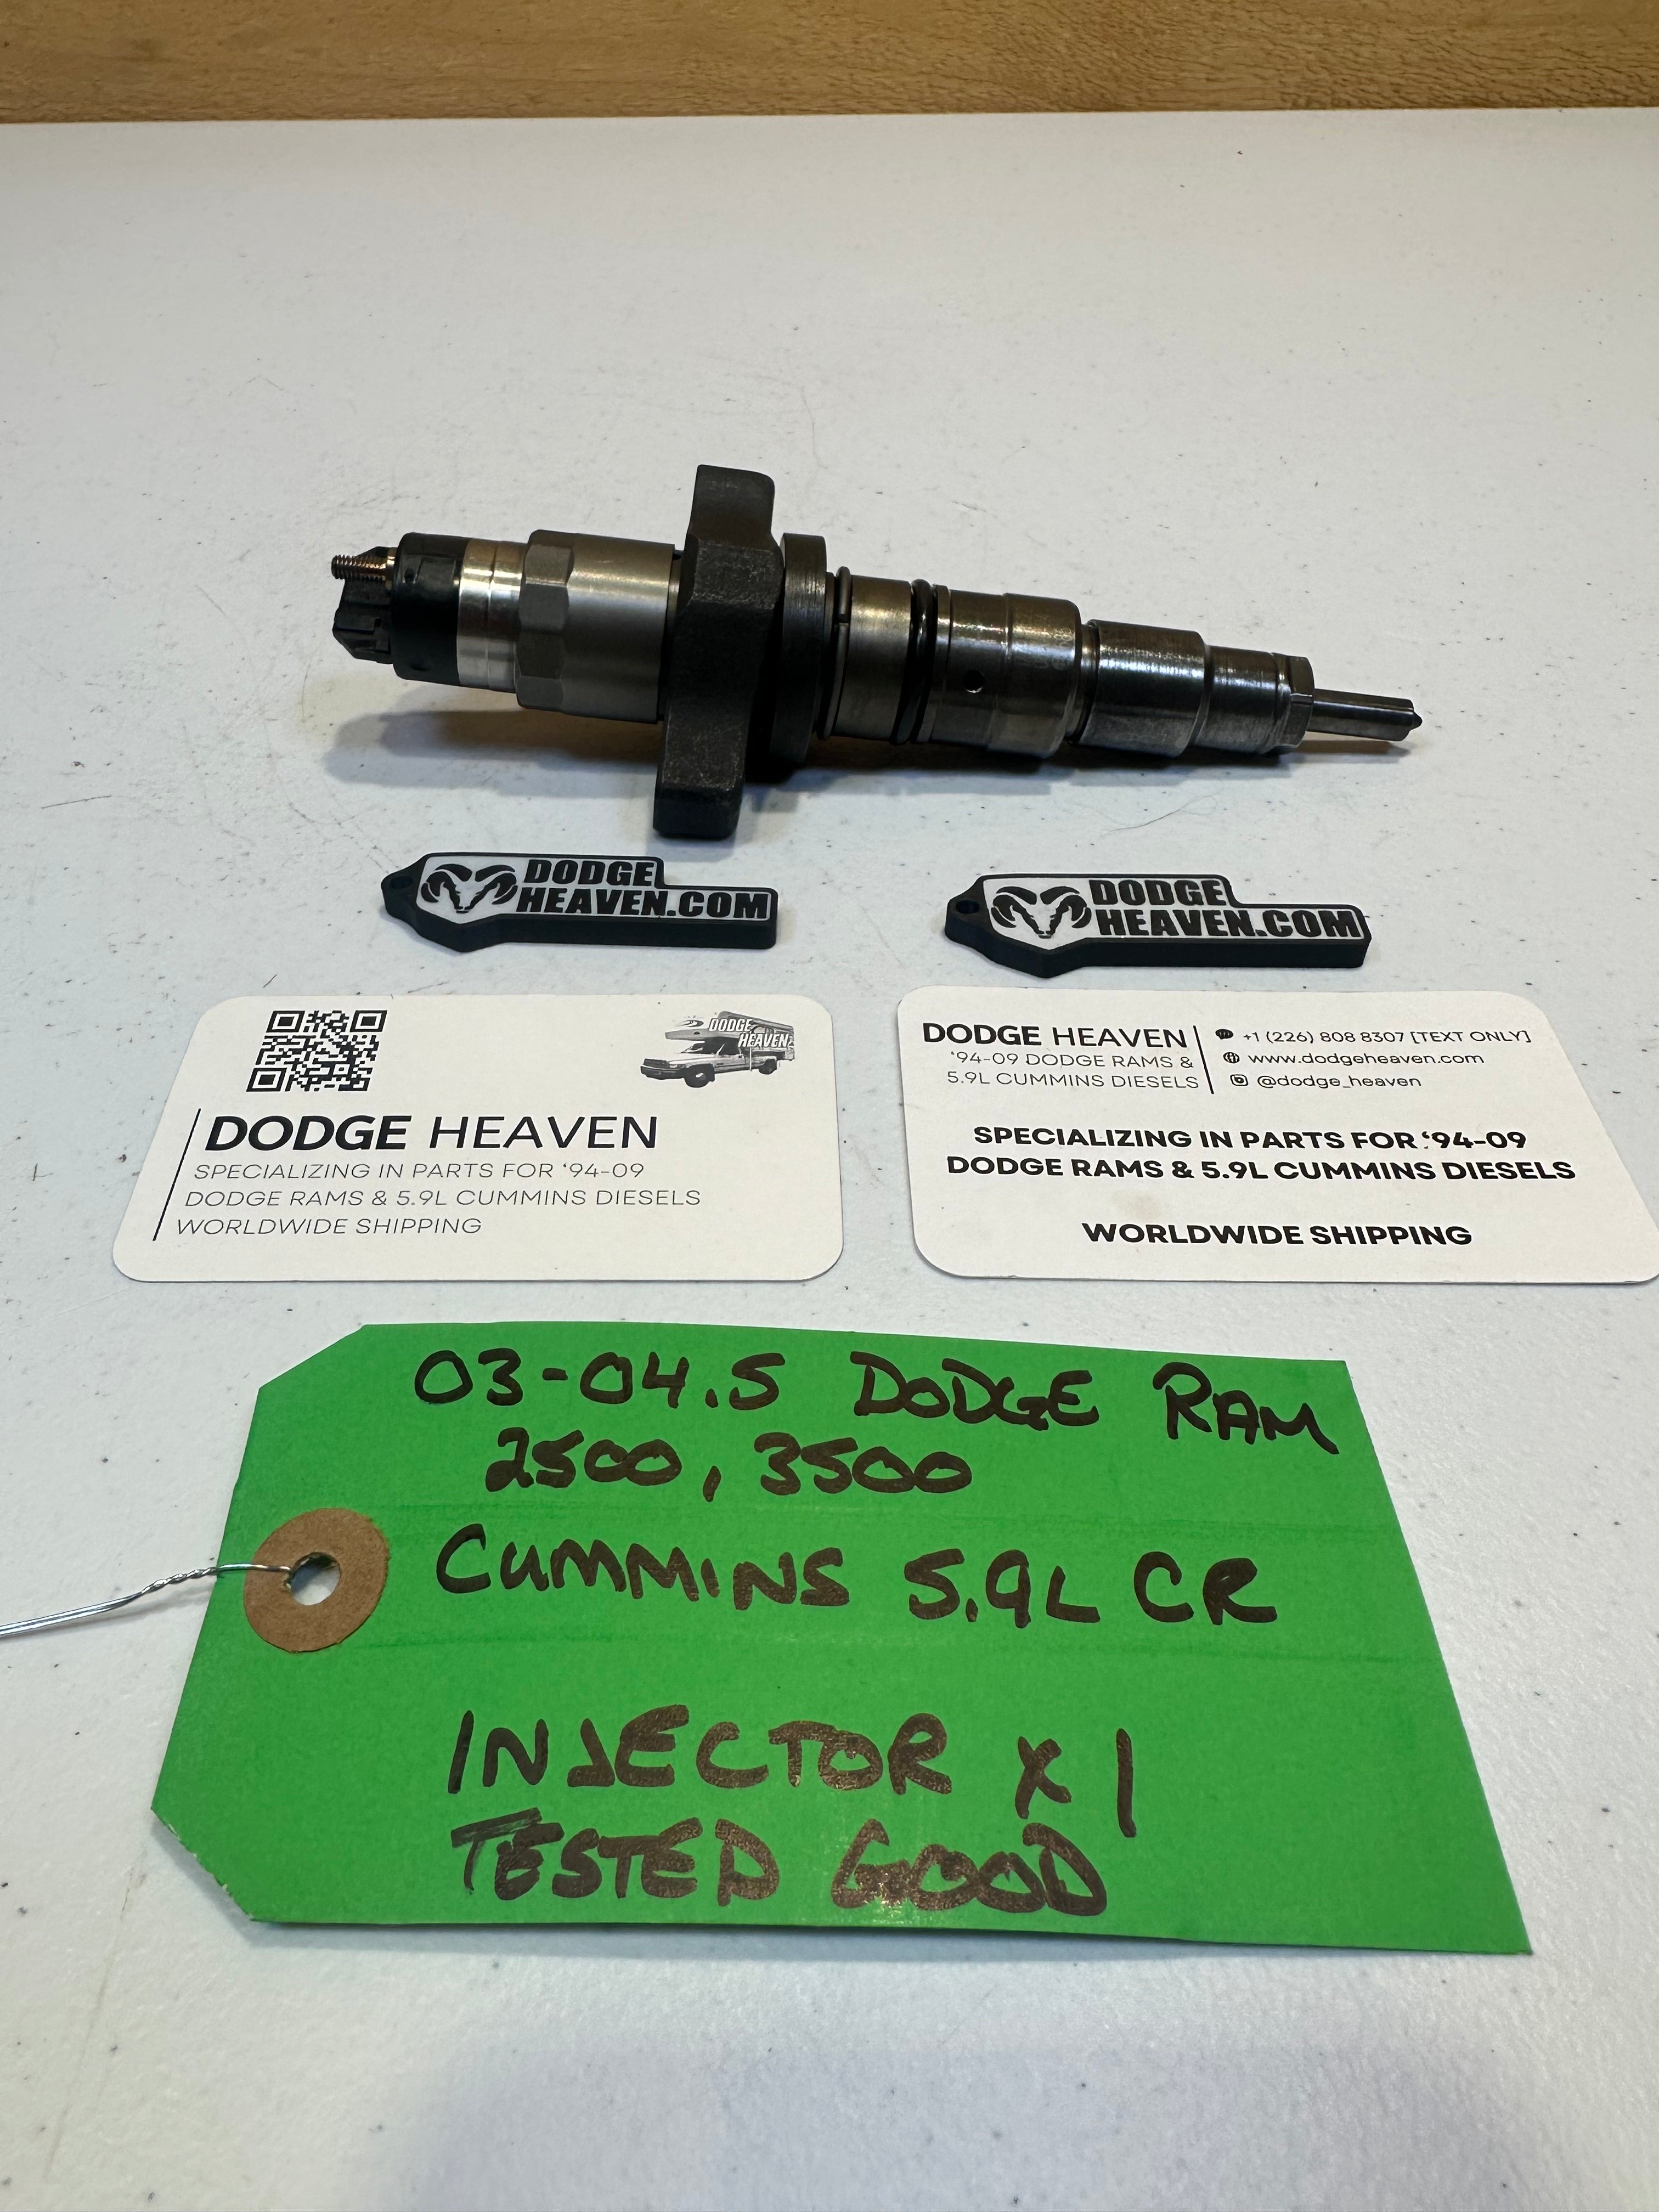 DODGE
HEAVEN.COM
DODGE
HEAVEN.COM
DODGE
HEAVEN
DODGE HEAVEN
SPECIALIZING IN PARTS FOR ‘94-09
DODGE RAMS & 5.9L CUMMINS DIESELS
WORLDWIDE SHIPPING
DODGE HEAVEN
‘94-09 DODGE RAMS &
5.9L CUMMINS DIESELS
+1 (226) 808 8307 [TEXT ONLY]
www.dodgeheaven.com
@dodge_heaven
SPECIALIZING IN PARTS FOR ‘94-09
DODGE RAMS & 5.9L CUMMINS DIESELS
WORLDWIDE SHIPPING
03-04.5 DODGE RAM
2500, 3500
CUMMINS 5.9L CR
INJECTOR x 1
TESTED GOOD